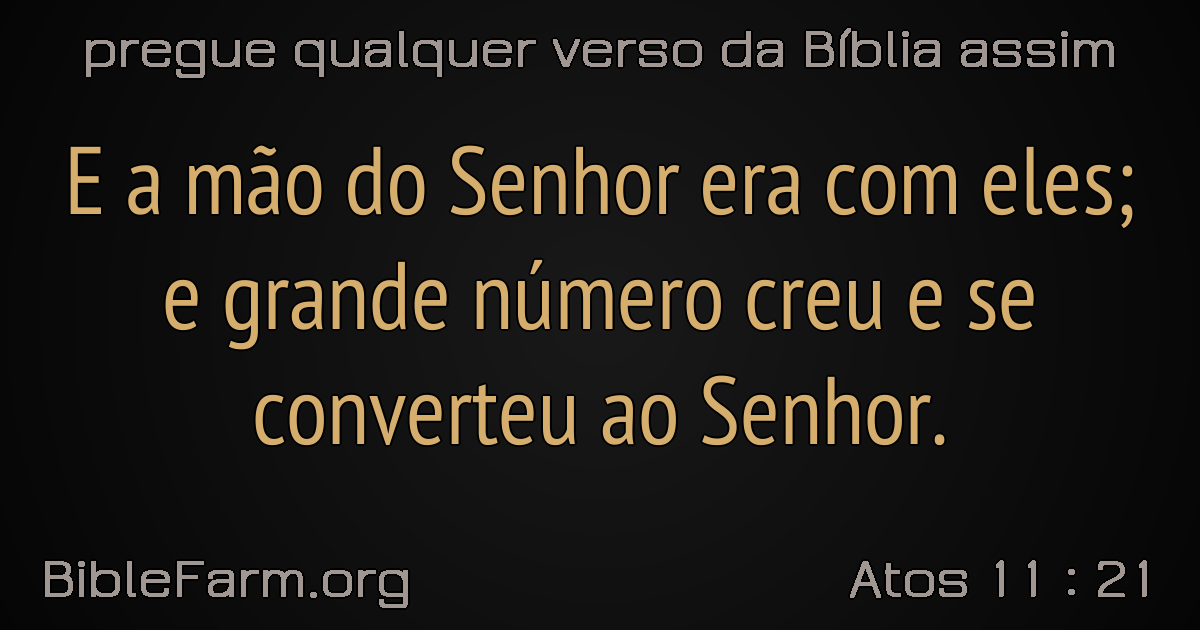 pregue qualquer verso da Bíblia assim
E a mão do Senhor era com eles;
e grande número creu e se
converteu ao Senhor.
BibleFarm.org
Atos 11 : 21